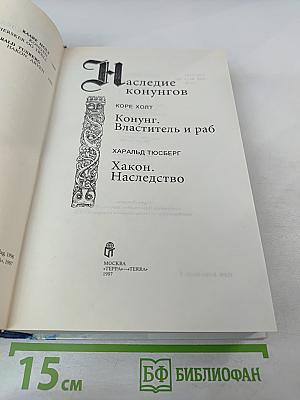 Наследие
конунгов
КОРЕ ХОЛТ
Конунг.
Властитель и раб
ХАРАЛЬД ТЮСБЕРГ
Хакон.
Наследство
МОСКВА
«ТЕРРА»—«TERRA»
1997
15 см
БФ БИБЛИОФАН